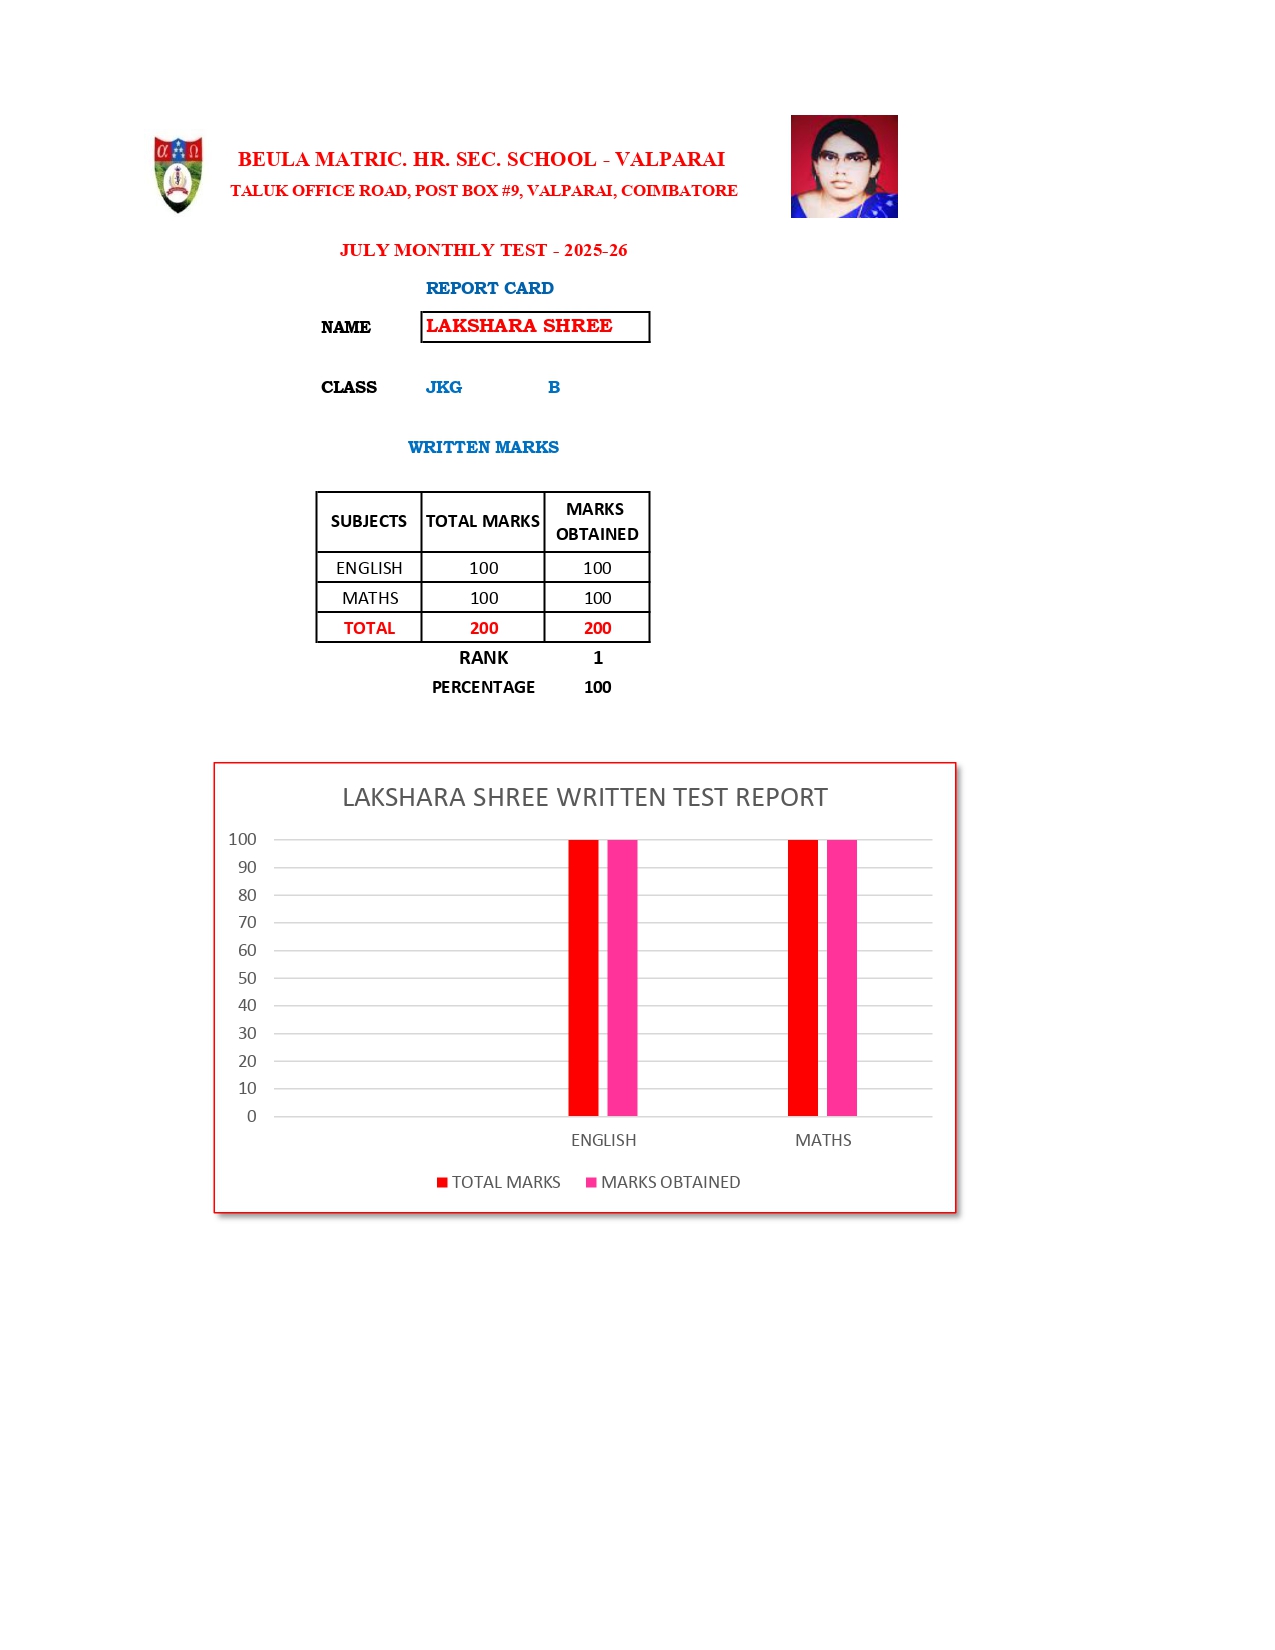 α Ω
BEULA MATRIC. HR. SEC. SCHOOL - VALPARAI
TALUK OFFICE ROAD, POST BOX #9, VALPARAI, COIMBATORE
JULY MONTHLY TEST - 2025-26
REPORT CARD
NAME LAKSHARA SHREE
CLASS JKG B
WRITTEN MARKS
SUBJECTS TOTAL MARKS MARKS OBTAINED
ENGLISH 100 100
MATHS 100 100
TOTAL 200 200
RANK 1
PERCENTAGE 100
LAKSHARA SHREE WRITTEN TEST REPORT
100
90
80
70
60
50
40
30
20
10
0
ENGLISH MATHS
TOTAL MARKS MARKS OBTAINED